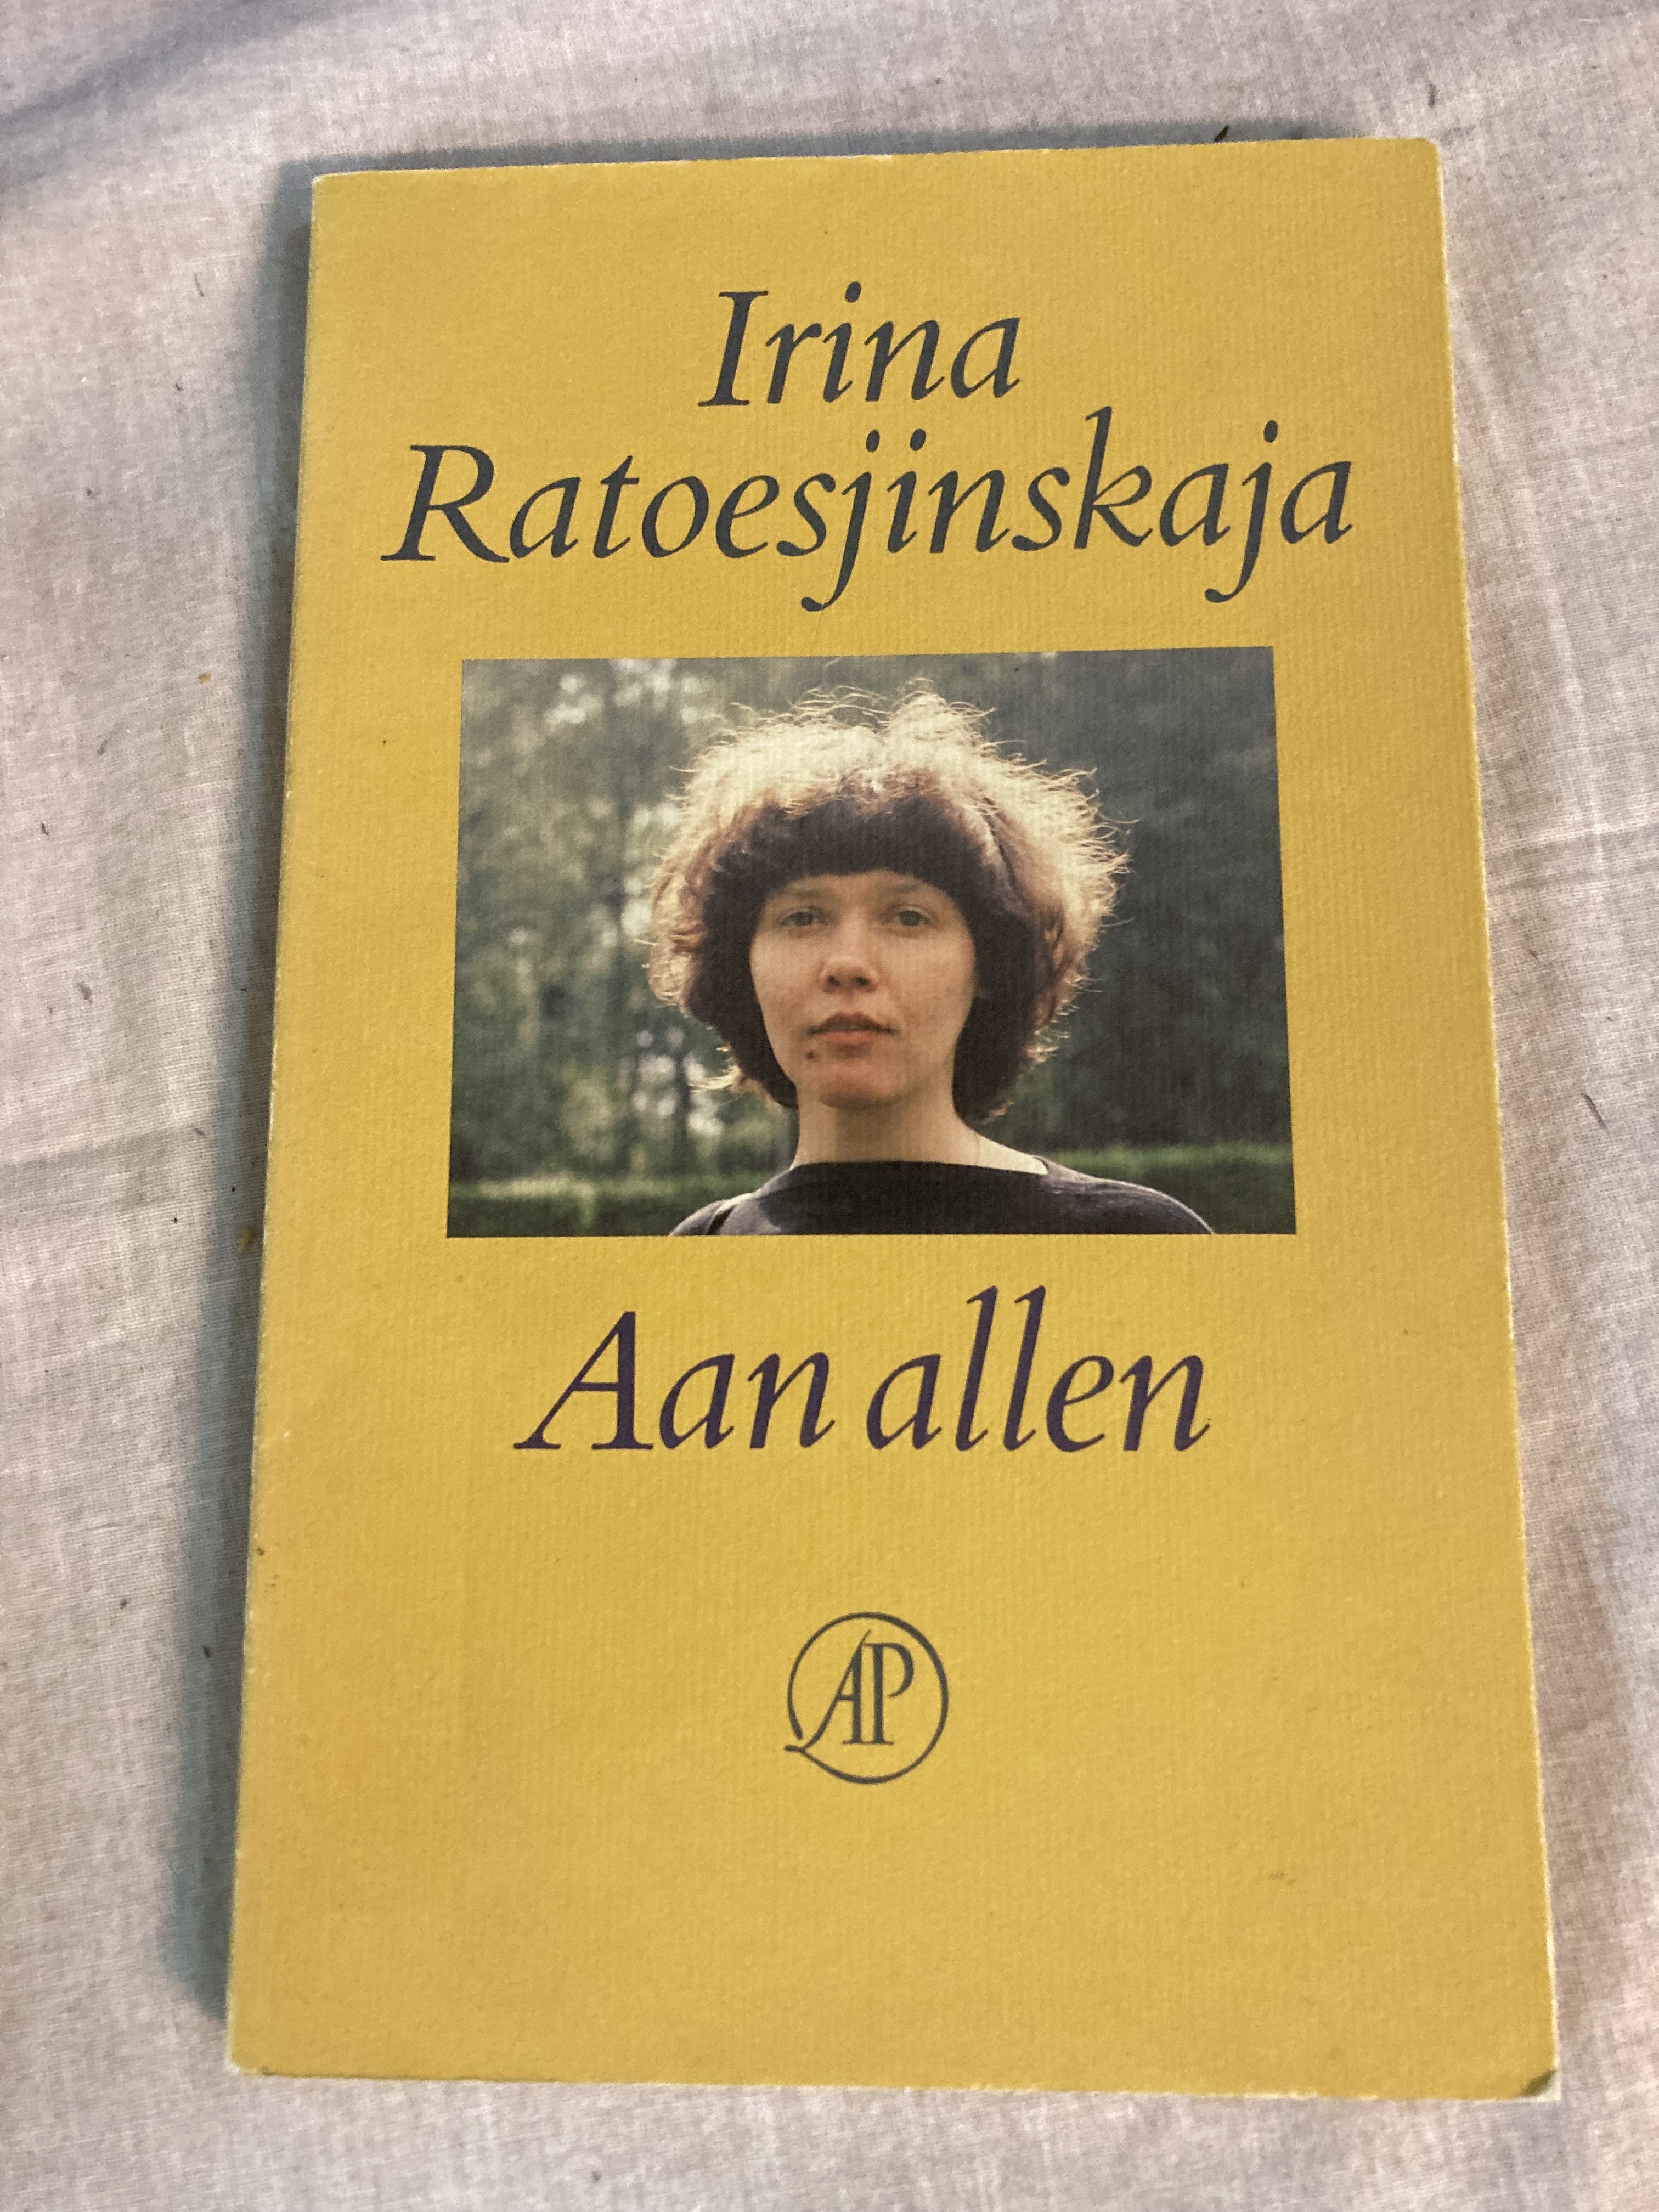 Irina
Ratoesjinskaja
Aan allen
AP